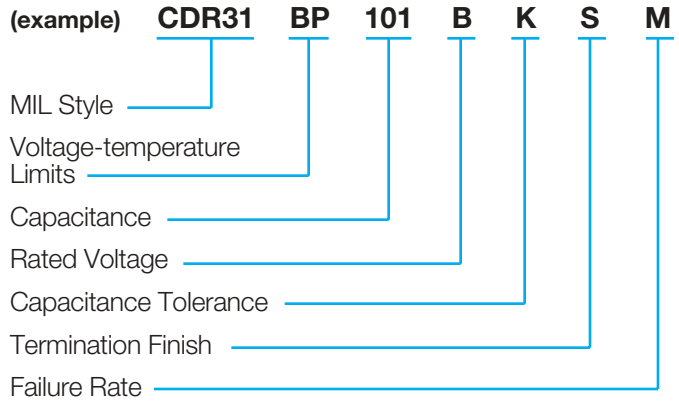 (example) CDR31 BP 101 B K S M
MIL Style
Voltage-temperature
Limits
Capacitance
Rated Voltage
Capacitance Tolerance
Termination Finish
Failure Rate